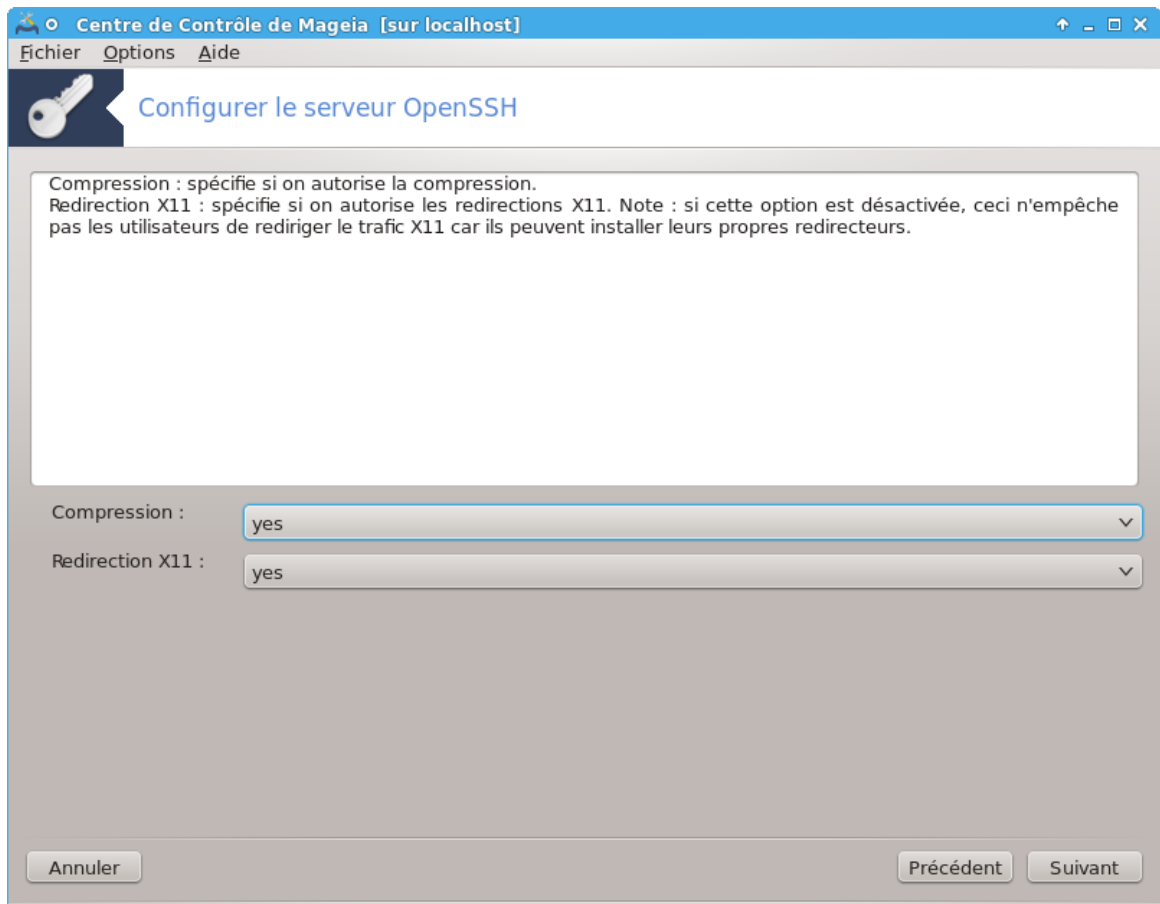 Centre de Contrôle de Mageia [sur localhost]
Fichier Options Aide
Configurer le serveur OpenSSH
Compression : spécifie si on autorise la compression.
Redirection X11 : spécifie si on autorise les redirections X11. Note : si cette option est désactivée, ceci n'empêche
pas les utilisateurs de rediriger le trafic X11 car ils peuvent installer leurs propres redirecteurs.
Compression : yes
Redirection X11 : yes
Annuler Précédent Suivant